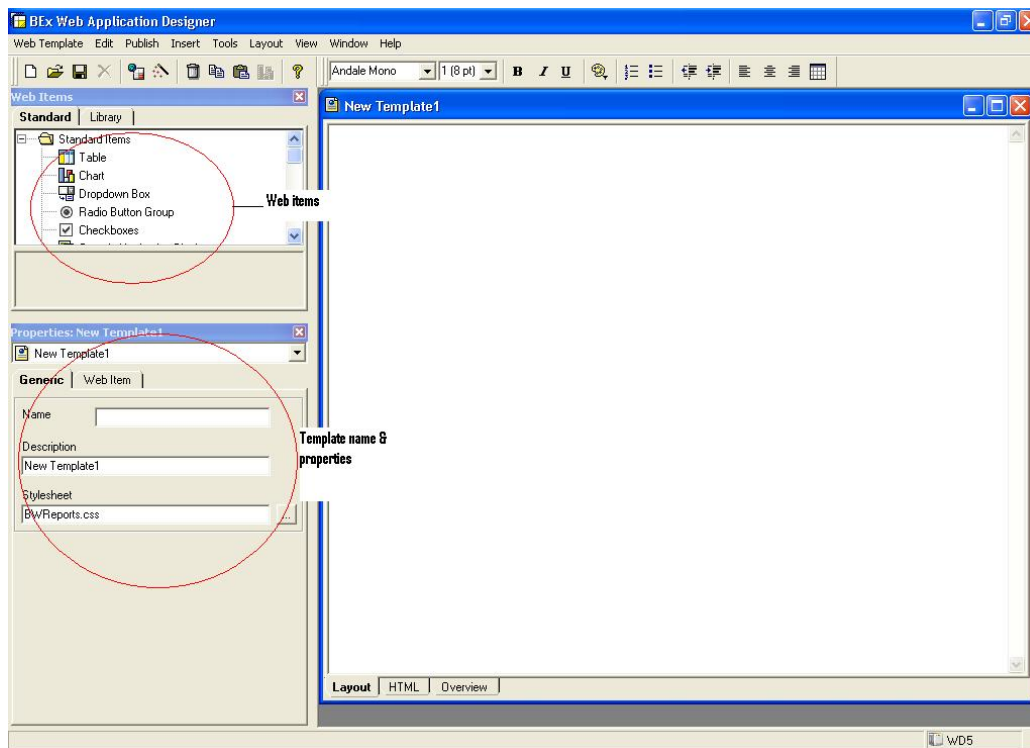 BEx Web Application Designer
Web Template Edit Publish Insert Tools Layout View Window Help
Andale Mono 1 (8 pt) B I U
Web Items
Standard Library
Standard Items
Table
Chart
Dropdown Box
Radio Button Group
Checkboxes
Web items
New Template1
Properties: New Template1
New Template1
Generic Web Item
Name
Description
New Template1
Stylesheet
BWReports.css
...
Template name &
properties
Layout HTML Overview
WD5